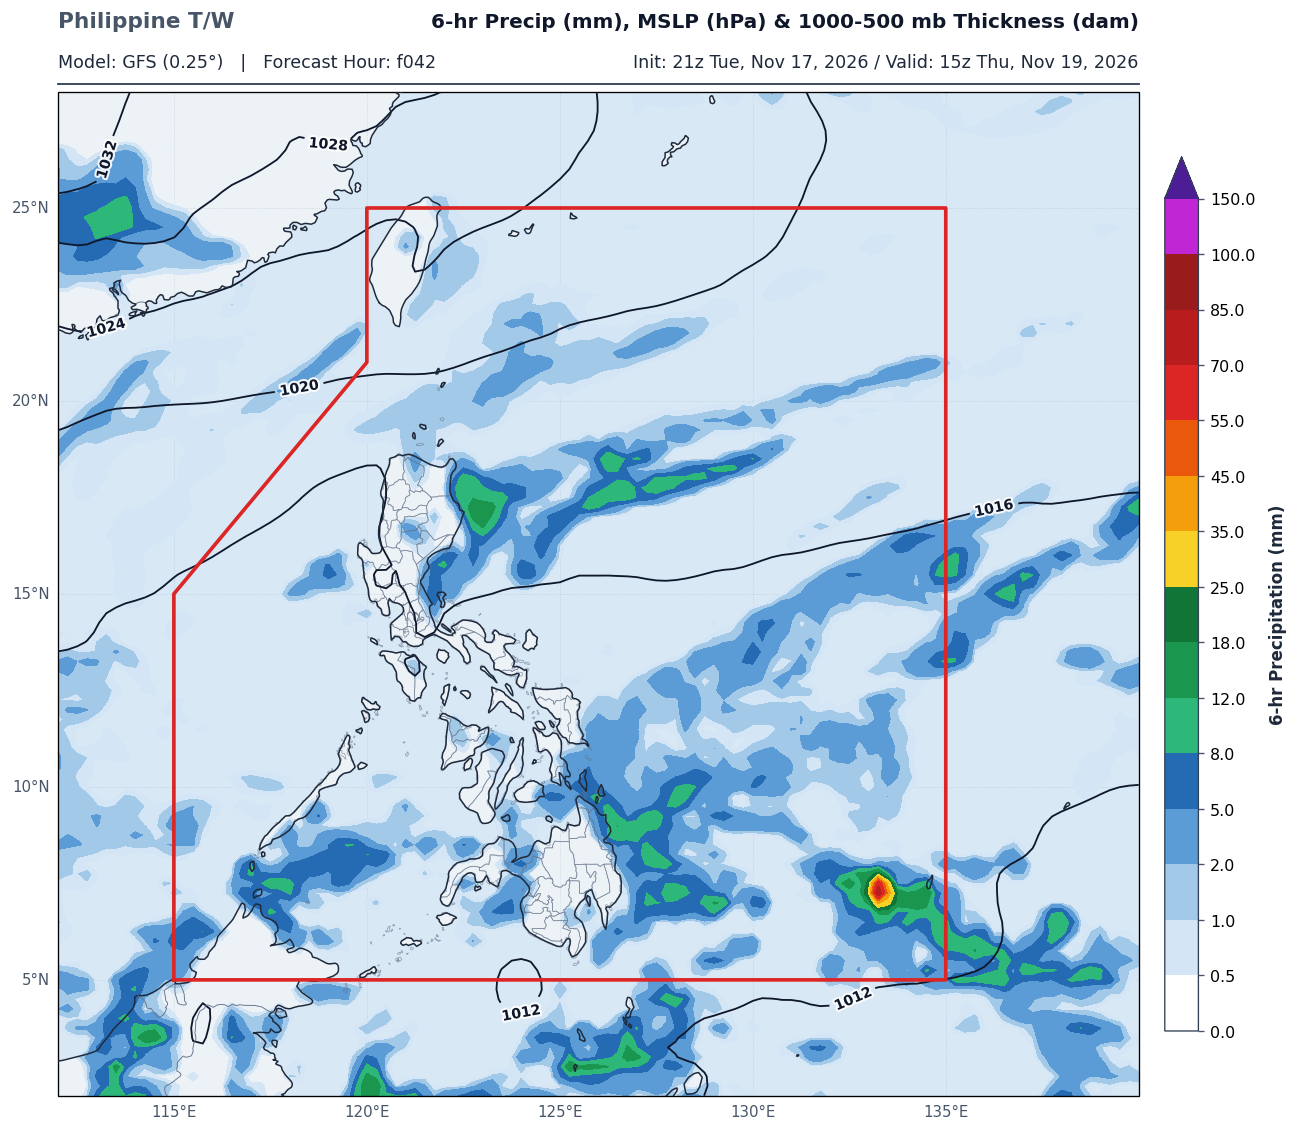 Philippine T/W
6-hr Precip (mm), MSLP (hPa) & 1000-500 mb Thickness (dam)
Model: GFS (0.25°)   |   Forecast Hour: f042
Init: 21z Tue, Nov 17, 2026 / Valid: 15z Thu, Nov 19, 2026
1032
1028
1024
1020
1016
1012
1012
25°N
20°N
15°N
10°N
5°N
115°E
120°E
125°E
130°E
135°E
150.0
100.0
85.0
70.0
55.0
45.0
35.0
25.0
18.0
12.0
8.0
5.0
2.0
1.0
0.5
0.0
6-hr Precipitation (mm)